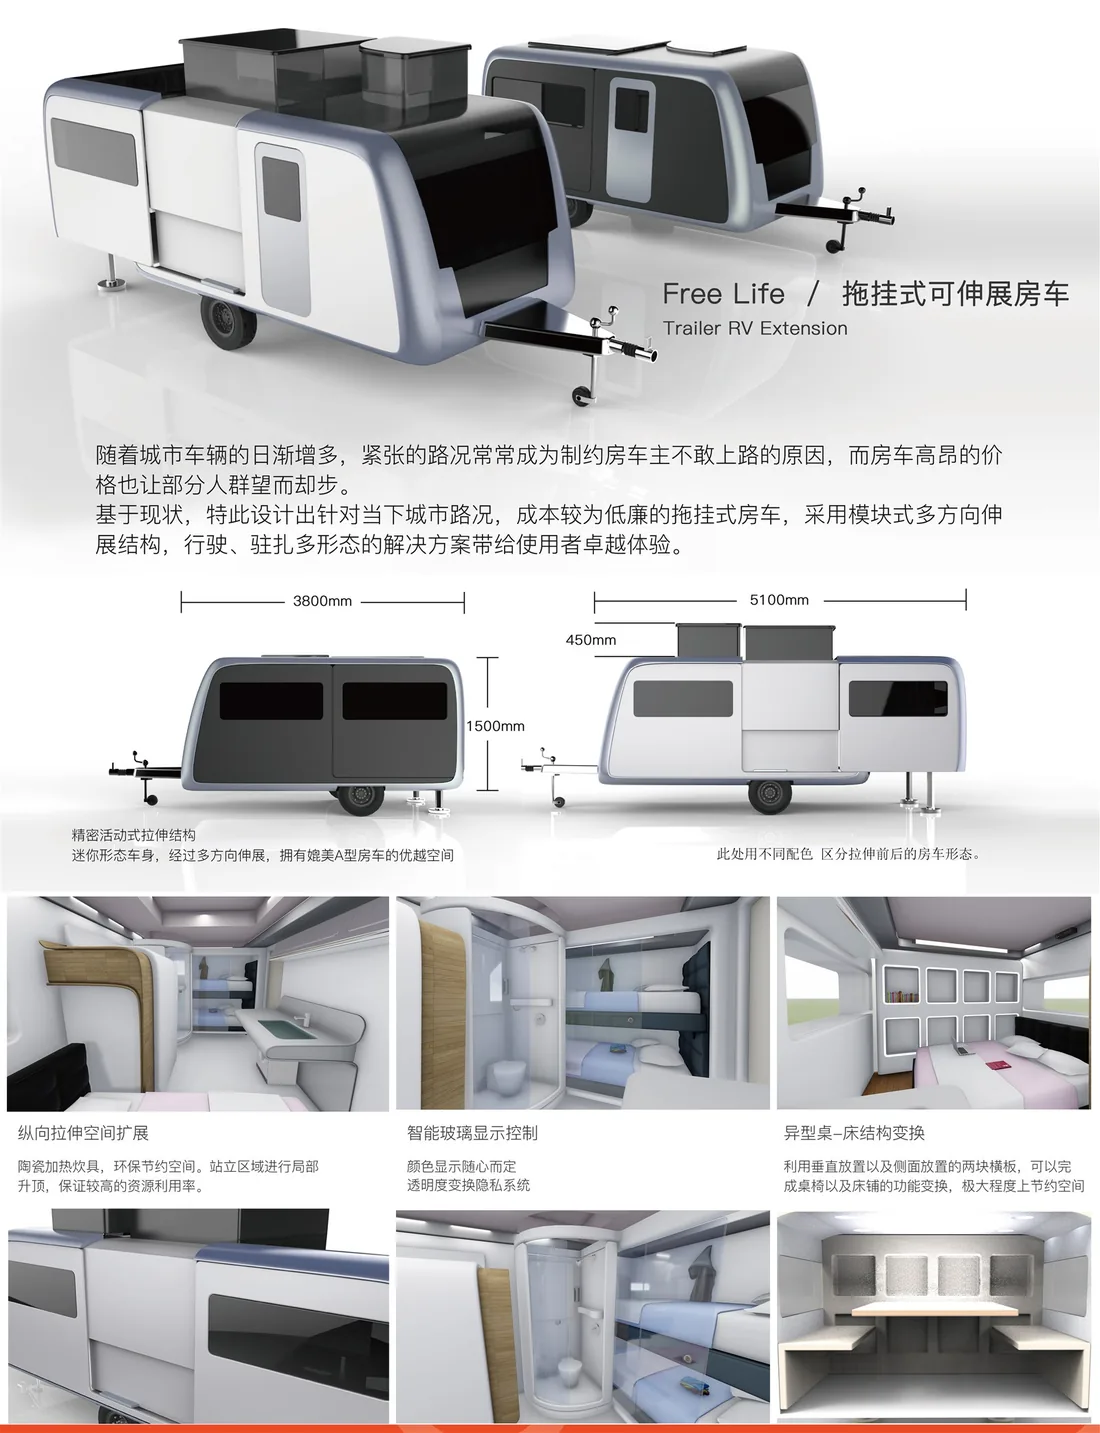 Free Life / 拖挂式可伸展房车
Trailer RV Extension
随着城市车辆的日渐增多，紧张的路况常常成为制约房车主不敢上路的原因，而房车高昂的价
格也让部分人群望而却步。
基于现状，特此设计出针对当下城市路况，成本较为低廉的拖挂式房车，采用模块式多方向伸
展结构，行驶、驻扎多形态的解决方案带给使用者卓越体验。
3800mm
5100mm
450mm
1500mm
精密活动式拉伸结构
迷你形态车身，经过多方向伸展，拥有媲美A型房车的优越空间
此处用不同配色 区分拉伸前后的房车形态。
纵向拉伸空间扩展
陶瓷加热炊具，环保节约空间。站立区域进行局部
升顶，保证较高的资源利用率。
智能玻璃显示控制
颜色显示随心而定
透明度变换隐私系统
异型桌-床结构变换
利用垂直放置以及侧面放置的两块横板，可以完
成桌椅以及床铺的功能变换，极大程度上节约空间